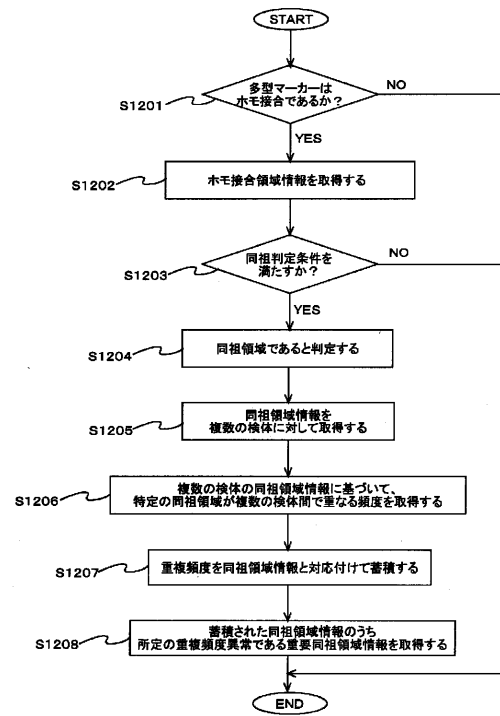 START
多型マーカーは
ホモ接合であるか？
NO
S1201
YES
ホモ接合領域情報を取得する
S1202
同祖判定条件を
満たすか？
NO
S1203
YES
同祖領域であると判定する
S1204
同祖領域情報を
複数の検体に対して取得する
S1205
複数の検体の同祖領域情報に基づいて、
特定の同祖領域が複数の検体間で重なる頻度を取得する
S1206
重複頻度を同祖領域情報と対応付けて蓄積する
S1207
蓄積された同祖領域情報のうち
所定の重複頻度異常である重要同祖領域情報を取得する
S1208
END